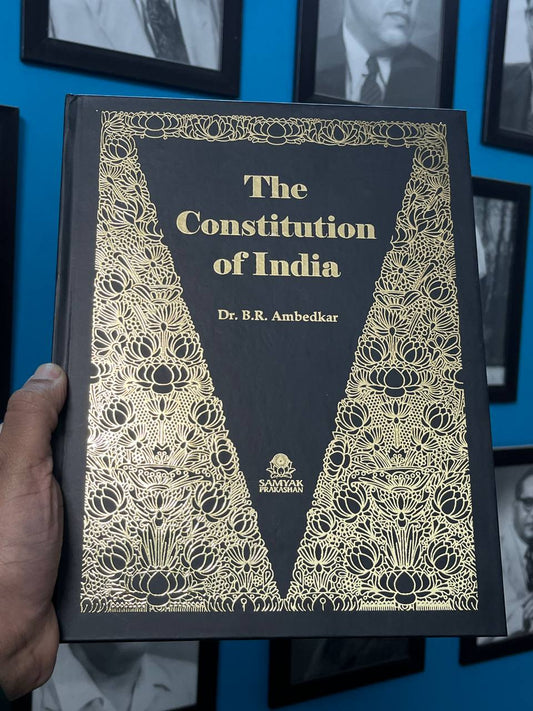 The
Constitution
of India
Dr. B.R. Ambedkar
SAMYAK
PRAKASHAN